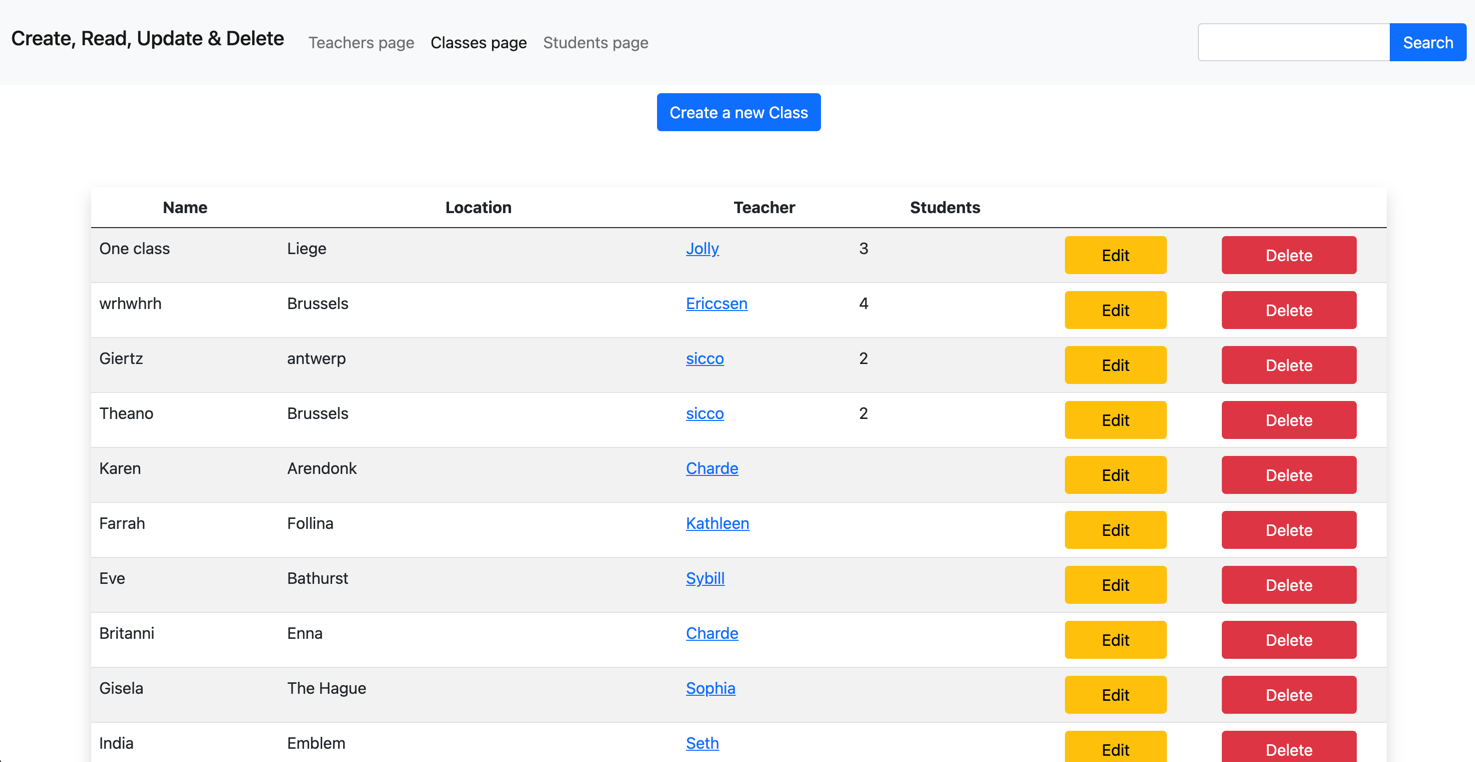 Create, Read, Update & Delete Teachers page Classes page Students page Search
Create a new Class
Name Location Teacher Students
One class Liege Jolly 3 Edit Delete
wrhwhrh Brussels Ericcsen 4 Edit Delete
Giertz antwerp sicco 2 Edit Delete
Theano Brussels sicco 2 Edit Delete
Karen Arendonk Charde Edit Delete
Farrah Follina Kathleen Edit Delete
Eve Bathurst Sybill Edit Delete
Britanni Enna Charde Edit Delete
Gisela The Hague Sophia Edit Delete
India Emblem Seth Edit Delete